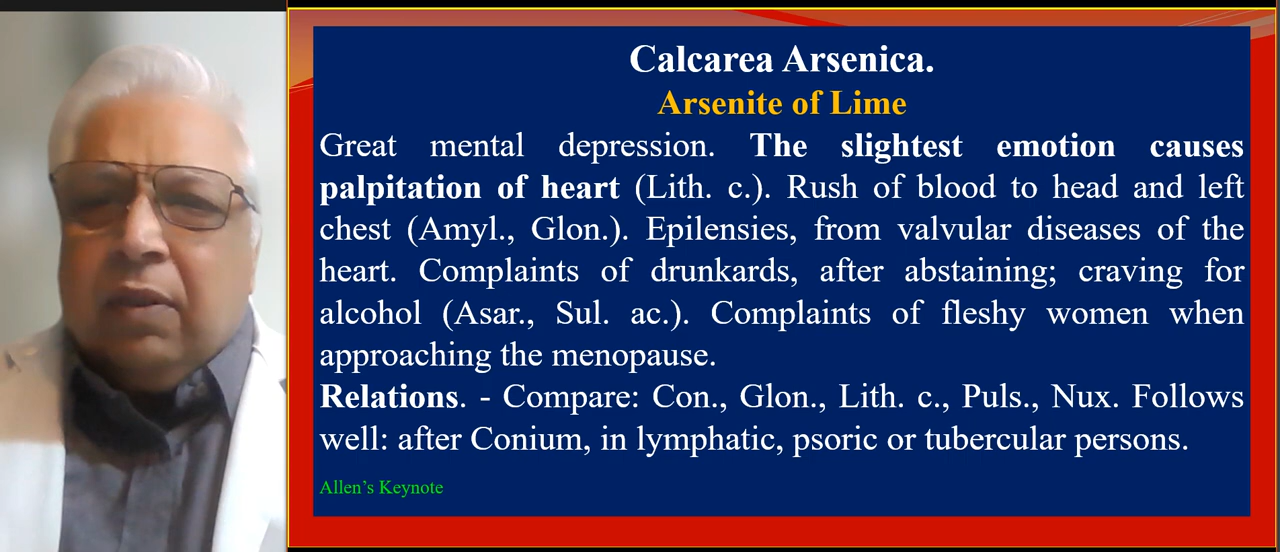 Calcarea Arsenica.
Arsenite of Lime
Great mental depression. The slightest emotion causes
palpitation of heart (Lith. c.). Rush of blood to head and left
chest (Amyl., Glon.). Epilensies, from valvular diseases of the
heart. Complaints of drunkards, after abstaining; craving for
alcohol (Asar., Sul. ac.). Complaints of fleshy women when
approaching the menopause.
Relations. - Compare: Con., Glon., Lith. c., Puls., Nux. Follows
well: after Conium, in lymphatic, psoric or tubercular persons.
Allen’s Keynote